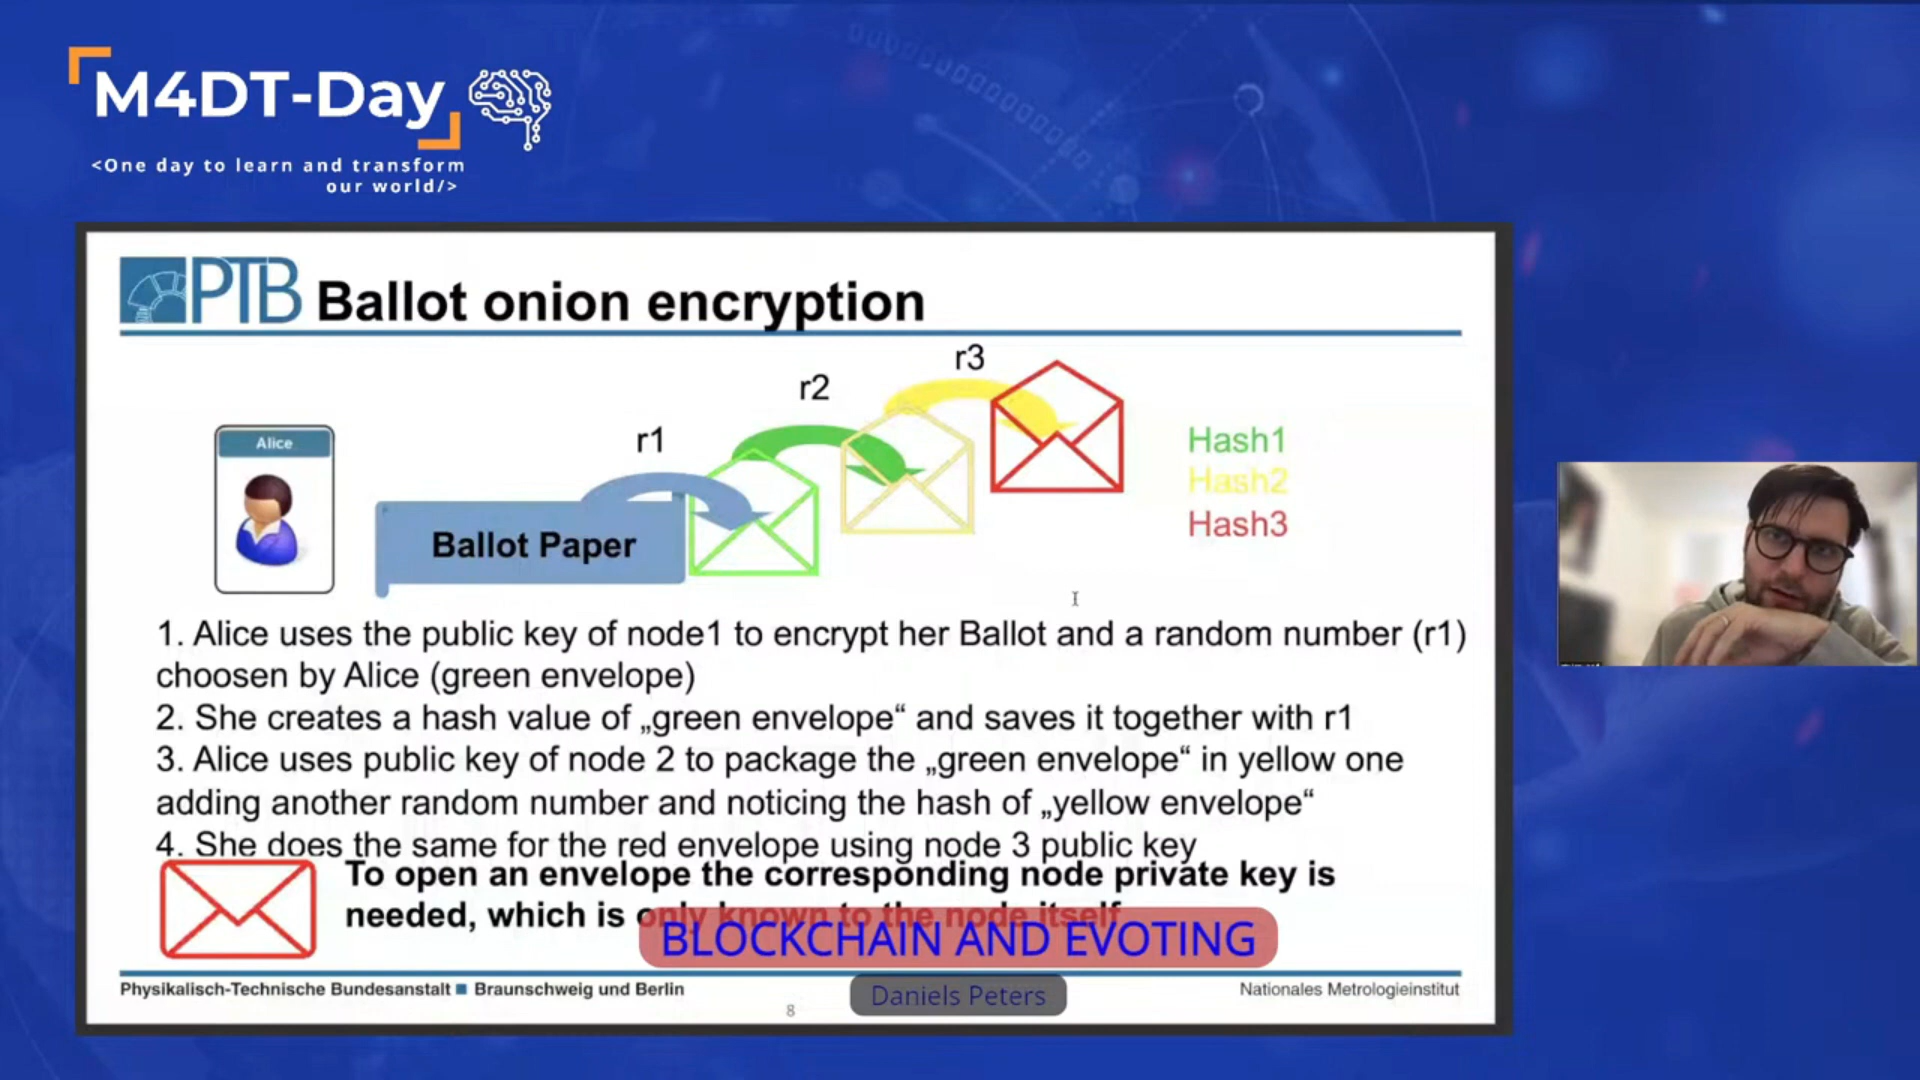 M4DT-Day
<One day to learn and transform
our world/>
PTB Ballot onion encryption
r3
r2
r1
Alice
Ballot Paper
Hash1
Hash2
Hash3
1. Alice uses the public key of node1 to encrypt her Ballot and a random number (r1)
choosen by Alice (green envelope)
2. She creates a hash value of „green envelope“ and saves it together with r1
3. Alice uses public key of node 2 to package the „green envelope“ in yellow one
adding another random number and noticing the hash of „yellow envelope“
4. She does the same for the red envelope using node 3 public key
To open an envelope the corresponding node private key is
needed, which is only known to the node itself
BLOCKCHAIN AND EVOTING
Physikalisch-Technische Bundesanstalt ■ Braunschweig und Berlin
Daniels Peters
Nationales Metrologieinstitut
8